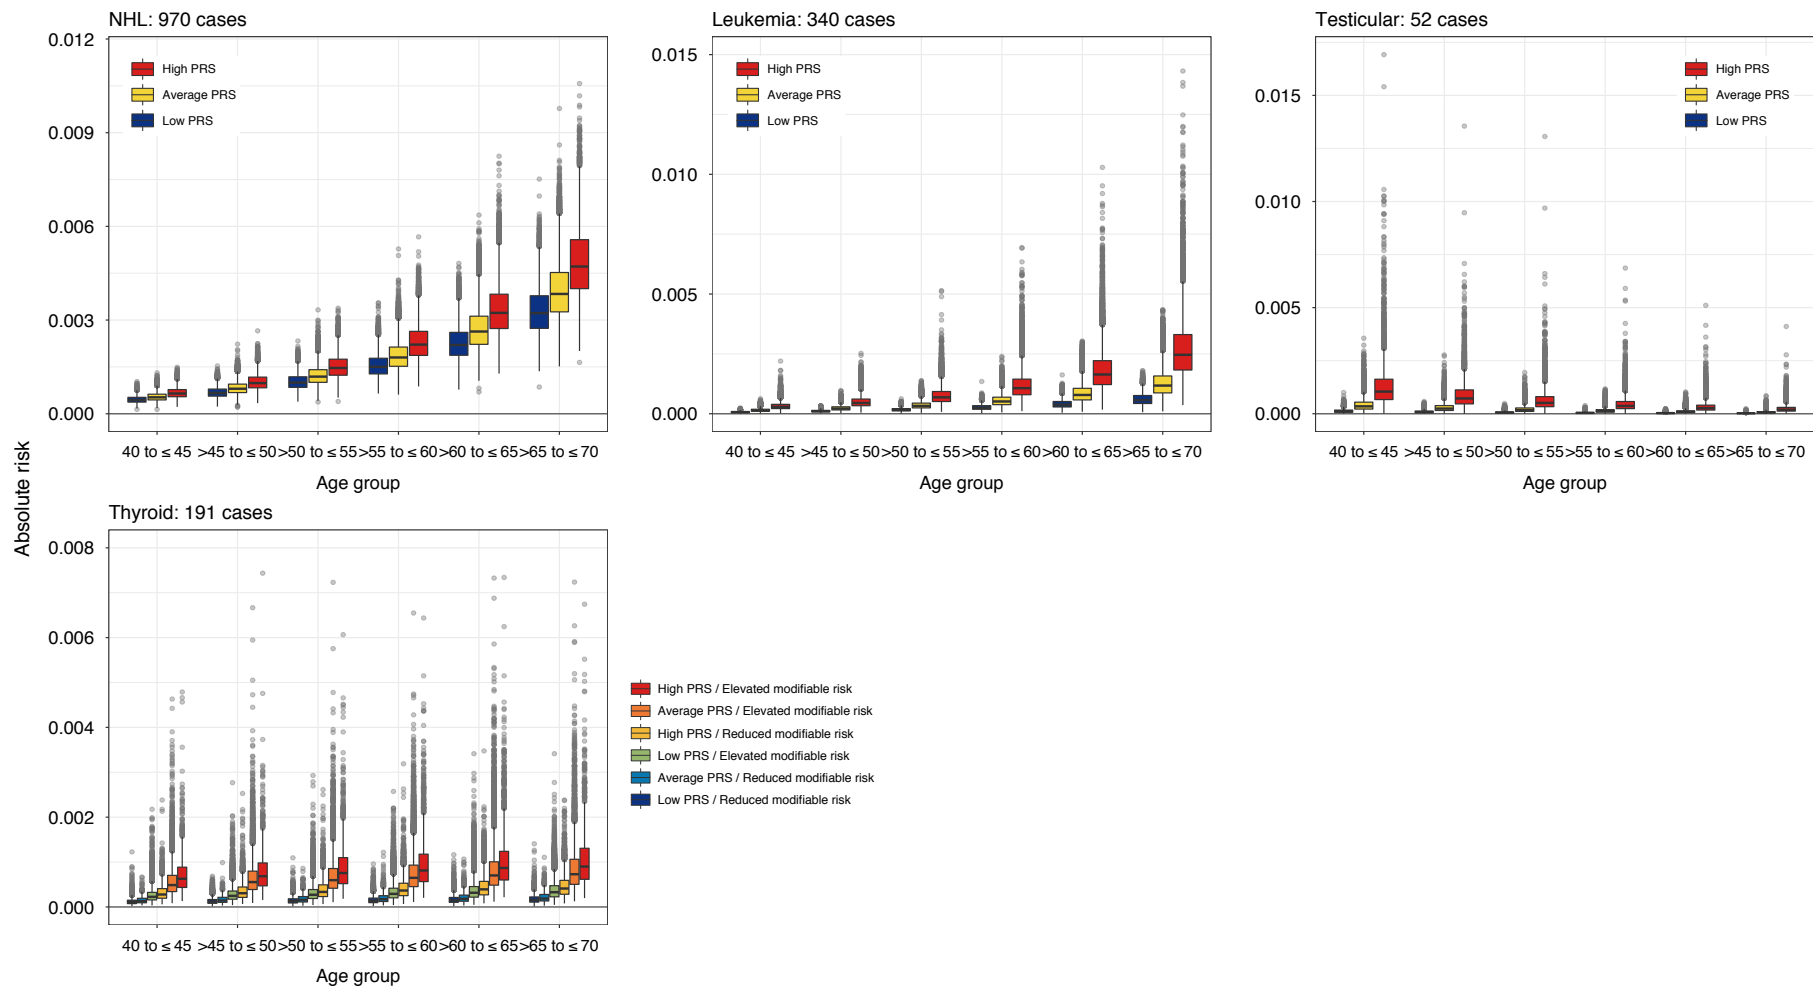 NHL: 970 cases
0.012
0.009
0.006
0.003
0.000
High PRS
Average PRS
Low PRS
40 to ≤ 45 >45 to ≤ 50 >50 to ≤ 55 >55 to ≤ 60 >60 to ≤ 65 >65 to ≤ 70
Age group
Leukemia: 340 cases
0.015
0.010
0.005
0.000
High PRS
Average PRS
Low PRS
40 to ≤ 45 >45 to ≤ 50 >50 to ≤ 55 >55 to ≤ 60 >60 to ≤ 65 >65 to ≤ 70
Age group
Testicular: 52 cases
0.015
0.010
0.005
0.000
High PRS
Average PRS
Low PRS
40 to ≤ 45 >45 to ≤ 50 >50 to ≤ 55 >55 to ≤ 60 >60 to ≤ 65 >65 to ≤ 70
Age group
Absolute risk
Thyroid: 191 cases
0.008
0.006
0.004
0.002
0.000
40 to ≤ 45 >45 to ≤ 50 >50 to ≤ 55 >55 to ≤ 60 >60 to ≤ 65 >65 to ≤ 70
Age group
High PRS / Elevated modifiable risk
Average PRS / Elevated modifiable risk
High PRS / Reduced modifiable risk
Low PRS / Elevated modifiable risk
Average PRS / Reduced modifiable risk
Low PRS / Reduced modifiable risk